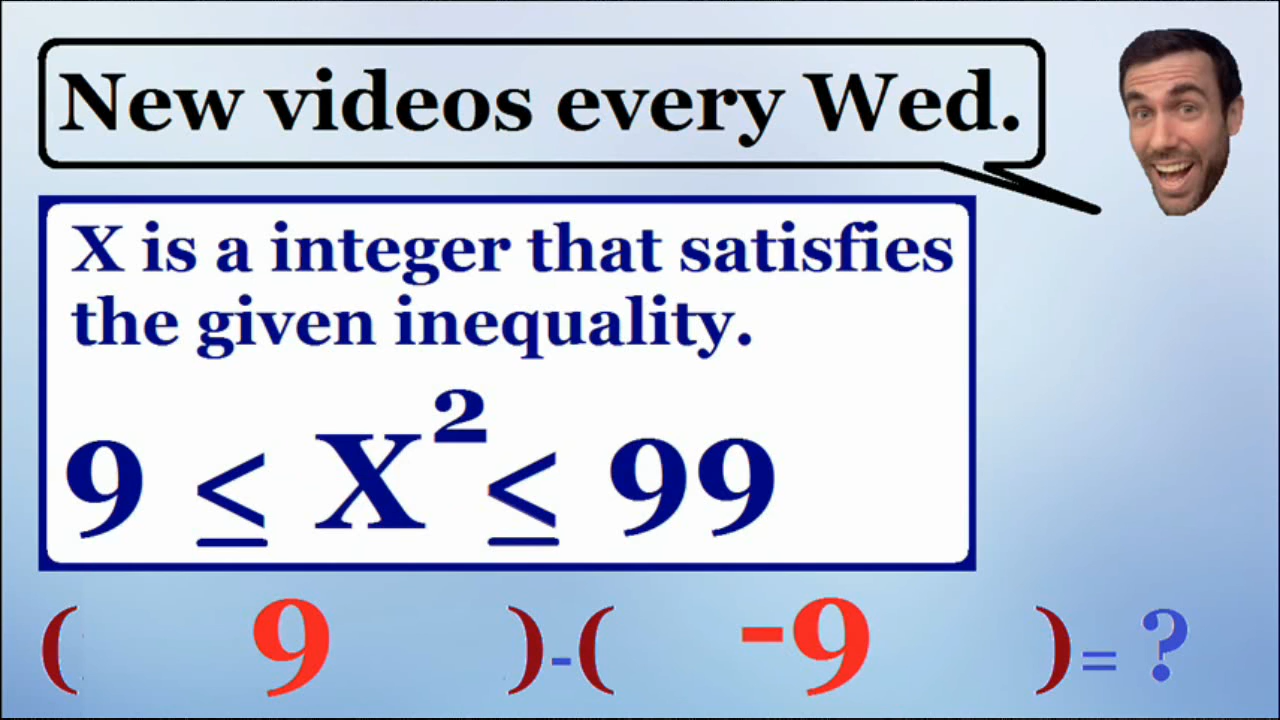 New videos every Wed.
X is a integer that satisfies
the given inequality.
9 ≤ X² ≤ 99
( 9 )-( -9 )= ?